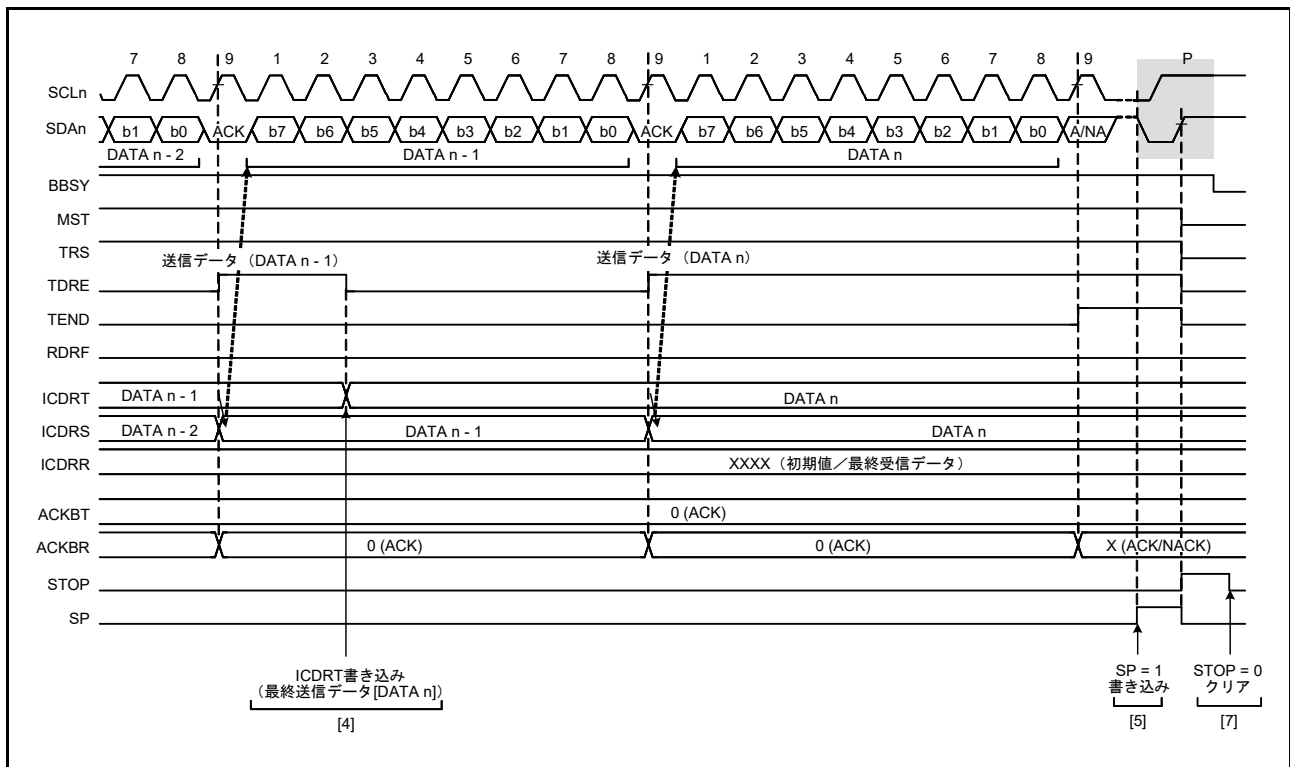 7 8 9 1 2 3 4 5 6 7 8 9 1 2 3 4 5 6 7 8 9 P
SCLn
SDAn b1 b0 ACK b7 b6 b5 b4 b3 b2 b1 b0 ACK b7 b6 b5 b4 b3 b2 b1 b0 A/NA
DATA n - 2 DATA n - 1 DATA n
BBSY
MST
TRS
送信データ（DATA n - 1） 送信データ（DATA n）
TDRE
TEND
RDRF
ICDRT DATA n - 1 DATA n
ICDRS DATA n - 2 DATA n - 1 DATA n
ICDRR XXXX（初期値／最終受信データ）
ACKBT 0 (ACK)
ACKBR 0 (ACK) 0 (ACK) X (ACK/NACK)
STOP
SP
ICDRT書き込み
（最終送信データ[DATA n]）
[4]
SP = 1
書き込み
[5]
STOP = 0
クリア
[7]